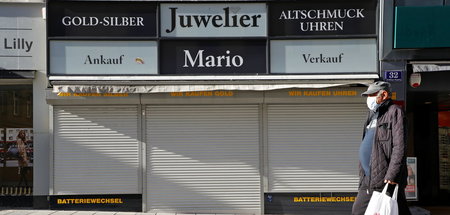 GOLD-SILBER
Juwelier
ALTSCHMUCK
UHREN
Lilly
Ankauf
Mario
Verkauf
32
WIR KAUFEN GOLD
WIR KAUFEN UHREN
BATTERIEWECHSEL
BATTERIEWECHSEL